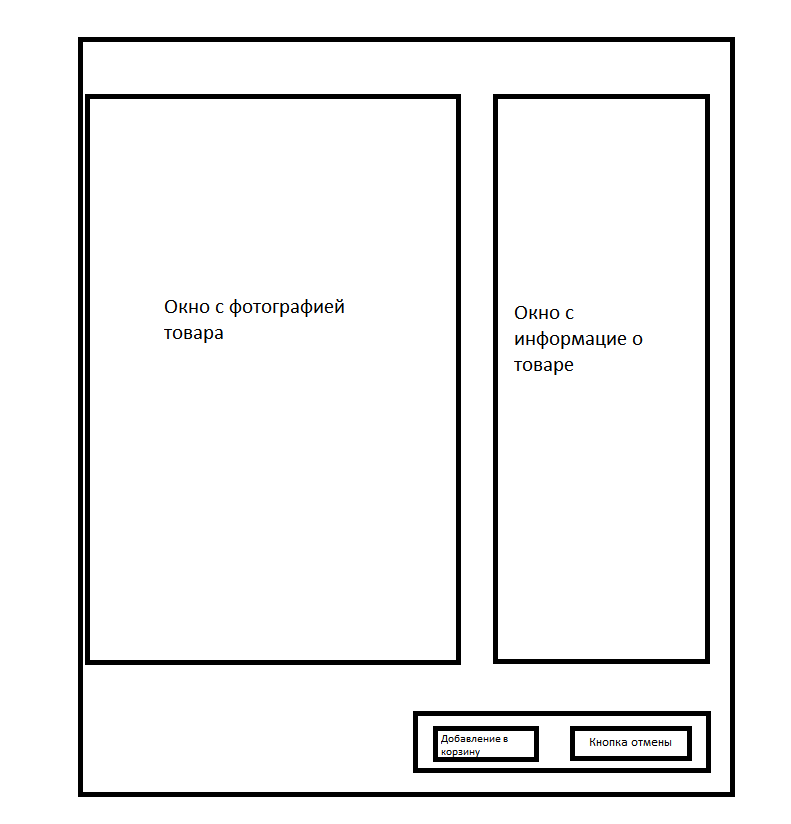 Окно с фотографией
товара
Окно с
информацие о
товаре
Добавление в
корзину
Кнопка отмены